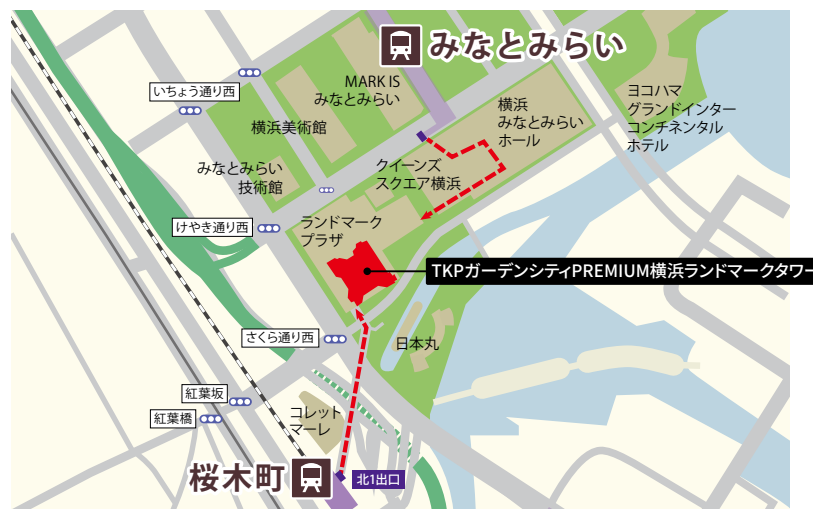 みなとみらい
MARK IS
みなとみらい
ヨコハマ
グランドインター
コンチネンタル
ホテル
いちょう通り西
横浜
みなとみらい
ホール
横浜美術館
みなとみらい
技術館
クイーンズ
スクエア横浜
けやき通り西
ランドマーク
プラザ
TKPガーデンシティPREMIUM横浜ランドマークタワー
さくら通り西
日本丸
紅葉坂
紅葉橋
コレット
マーレ
桜木町
北1出口